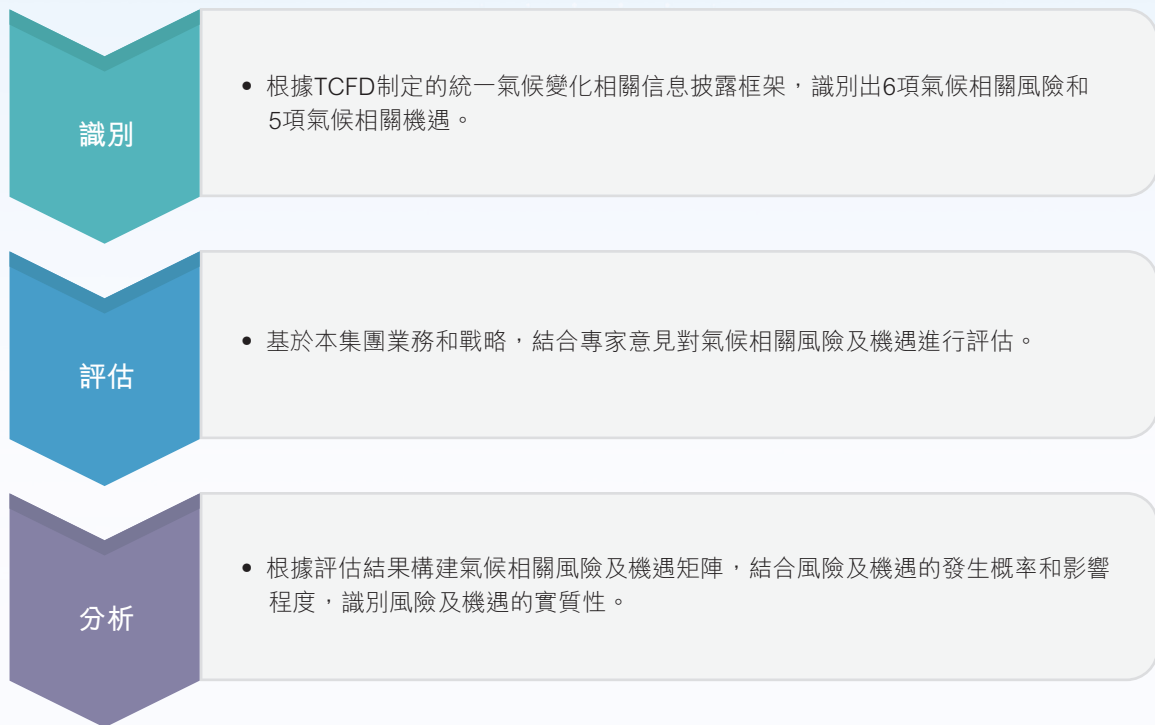 識別
• 根據TCFD制定的統一氣候變化相關信息披露框架，識別出6項氣候相關風險和
5項氣候相關機遇。
評估
• 基於本集團業務和戰略，結合專家意見對氣候相關風險及機遇進行評估。
分析
• 根據評估結果構建氣候相關風險及機遇矩陣，結合風險及機遇的發生概率和影響
程度，識別風險及機遇的實質性。